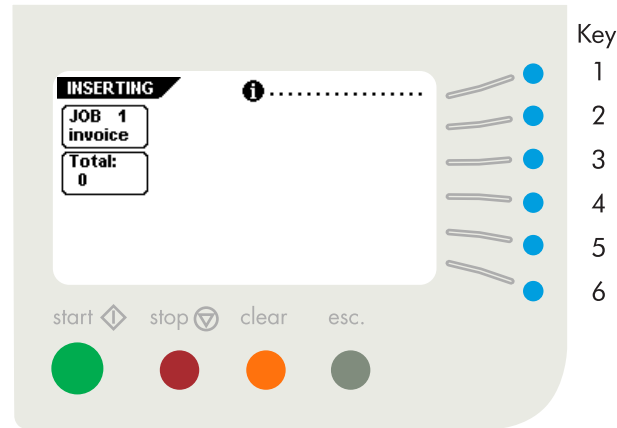 Key
INSERTING
i................
1
JOB 1
invoice
2
Total:
0
3
4
5
6
start stop clear esc.